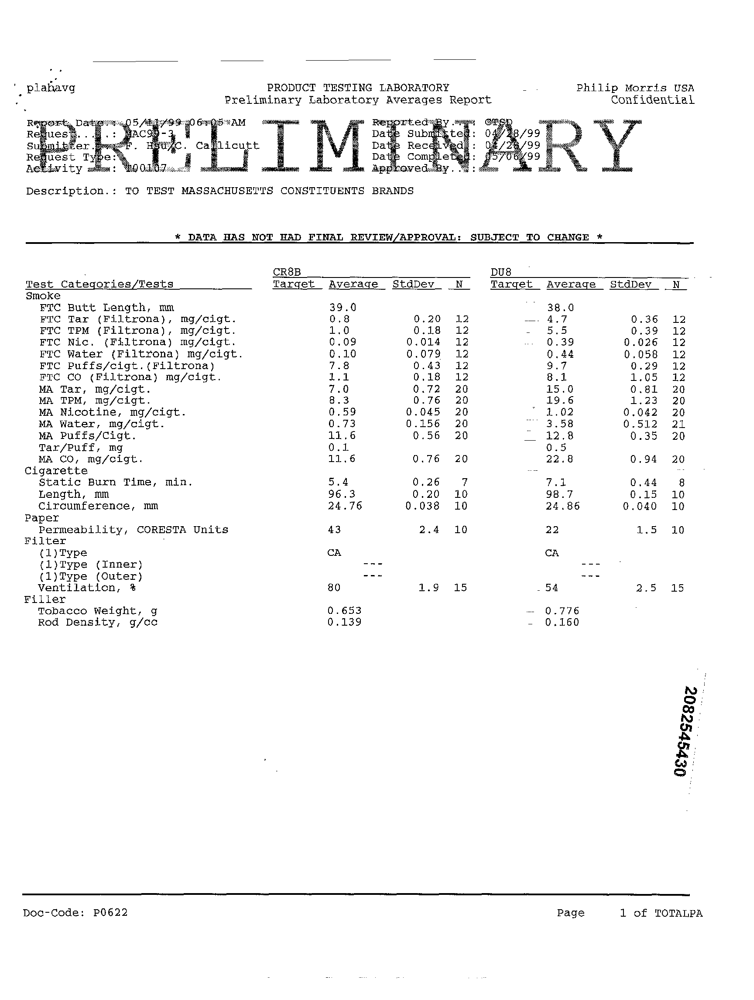 plahavg PRODUCT TESTING LABORATORY Philip Morris USA
Preliminary Laboratory Averages Report Confidential
PRELIMINARY
Report Date: 05/11/99 06:05 AM Reported By: OTSD
Request...: Date Submitted: 04/28/99
Submitter. F. Hsu/C. Callicutt Date Received: 04/28/99
Request Type: Date Completed: 05/06/99
Activity : Approved By..:
Description.: TO TEST MASSACHUSETTS CONSTITUENTS BRANDS
* DATA HAS NOT HAD FINAL REVIEW/APPROVAL: SUBJECT TO CHANGE *
CR8B DU8
Test Categories/Tests Target Average StdDev N Target Average StdDev N
Smoke
FTC Butt Length, mm 39.0 38.0
FTC Tar (Filtrona), mg/cigt. 0.8 0.20 12 4.7 0.36 12
FTC TPM (Filtrona), mg/cigt. 1.0 0.18 12 5.5 0.39 12
FTC Nic. (Filtrona) mg/cigt. 0.09 0.014 12 0.39 0.026 12
FTC Water (Filtrona) mg/cigt. 0.10 0.079 12 0.44 0.058 12
FTC Puffs/cigt.(Filtrona) 7.8 0.43 12 9.7 0.29 12
FTC CO (Filtrona) mg/cigt. 1.1 0.18 12 8.1 1.05 12
MA Tar, mg/cigt. 7.0 0.72 20 15.0 0.81 20
MA TPM, mg/cigt. 8.3 0.76 20 19.6 1.23 20
MA Nicotine, mg/cigt. 0.59 0.045 20 1.02 0.042 20
MA Water, mg/cigt. 0.73 0.156 20 3.58 0.512 21
MA Puffs/Cigt. 11.6 0.56 20 12.8 0.35 20
Tar/Puff, mg 0.1 0.5
MA CO, mg/cigt. 11.6 0.76 20 22.8 0.94 20
Cigarette
Static Burn Time, min. 5.4 0.26 7 7.1 0.44 8
Length, mm 96.3 0.20 10 98.7 0.15 10
Circumference, mm 24.76 0.038 10 24.86 0.040 10
Paper
Permeability, CORESTA Units 43 2.4 10 22 1.5 10
Filter
(1)Type CA CA
(1)Type (Inner) --- ---
(1)Type (Outer) --- ---
Ventilation, % 80 1.9 15 54 2.5 15
Filler
Tobacco Weight, g 0.653 0.776
Rod Density, g/cc 0.139 0.160
2082545430
Doc-Code: P0622 Page 1 of TOTALPA